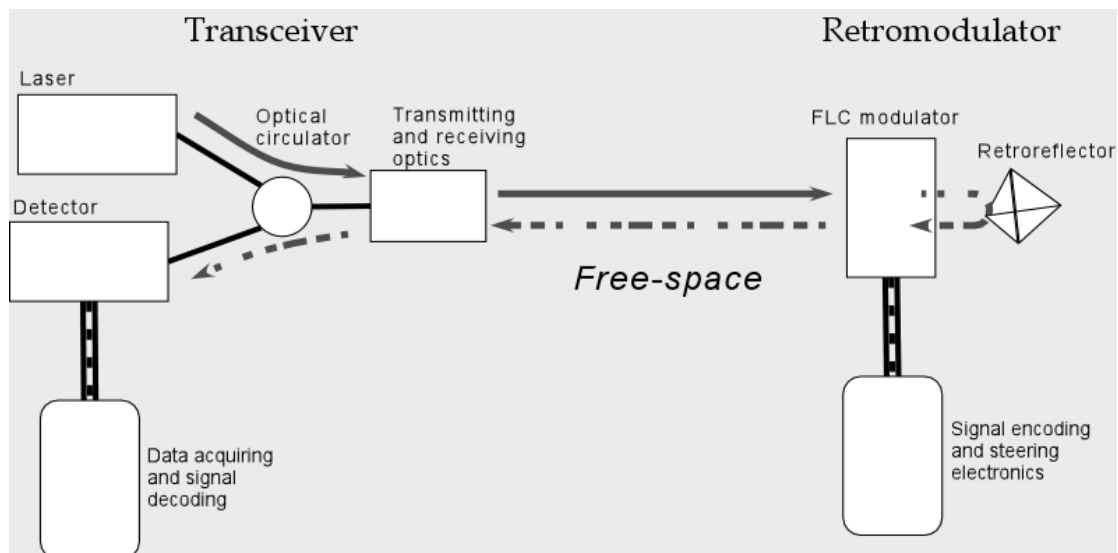 Transceiver
Retromodulator
Laser
Optical
circulator
Transmitting
and receiving
optics
FLC modulator
Retroreflector
Detector
Free-space
Data acquiring
and signal
decoding
Signal encoding
and steering
electronics